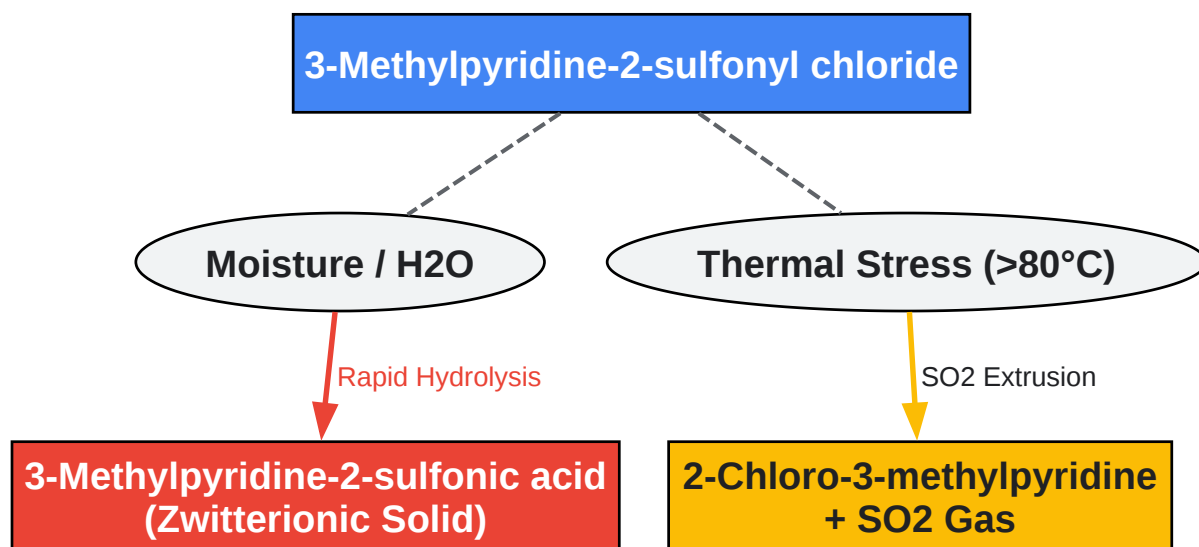 3-Methylpyridine-2-sulfonyl chloride
Moisture / H2O
Thermal Stress (>80°C)
Rapid Hydrolysis
SO2 Extrusion
3-Methylpyridine-2-sulfonic acid
(Zwitterionic Solid)
2-Chloro-3-methylpyridine
+ SO2 Gas